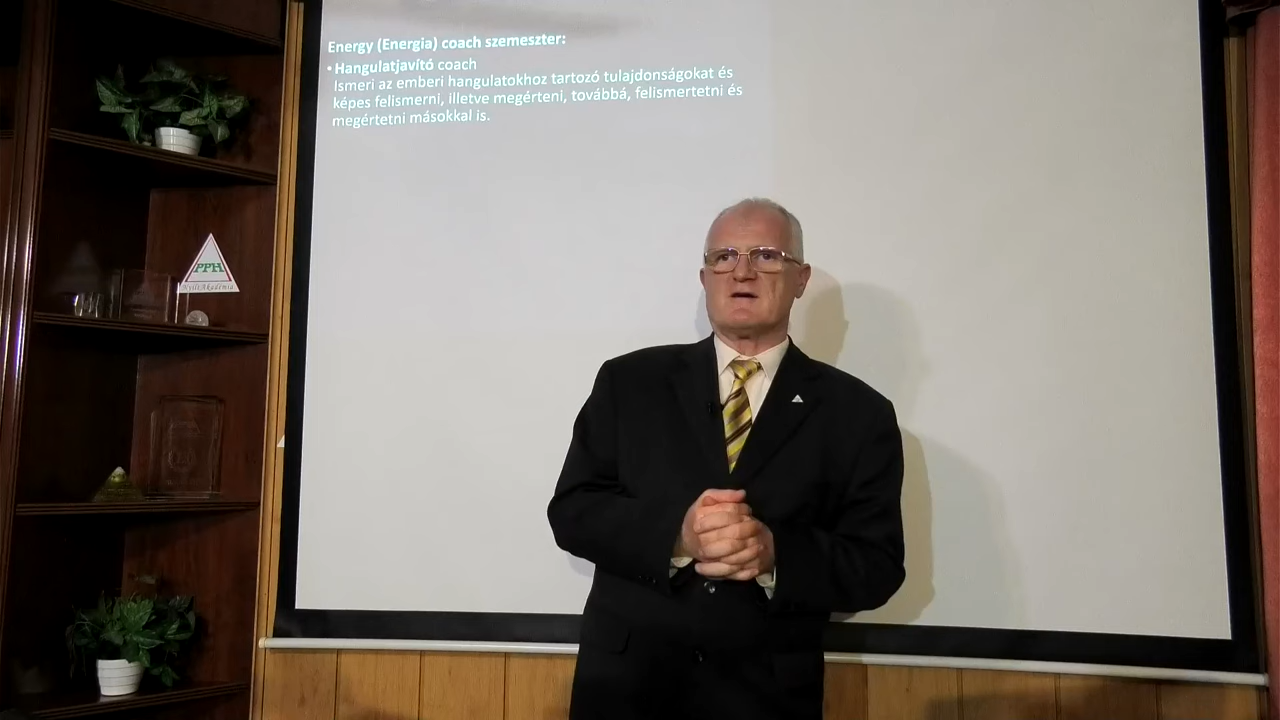 Energy (Energia) coach szemeszter:
• Hangulatjavító coach
Ismeri az emberi hangulatokhoz tartozó tulajdonságokat és
képes felismerni, illetve megérteni, továbbá, felismertetni és
megértetni másokkal is.
PPH
NyíltAkadémia